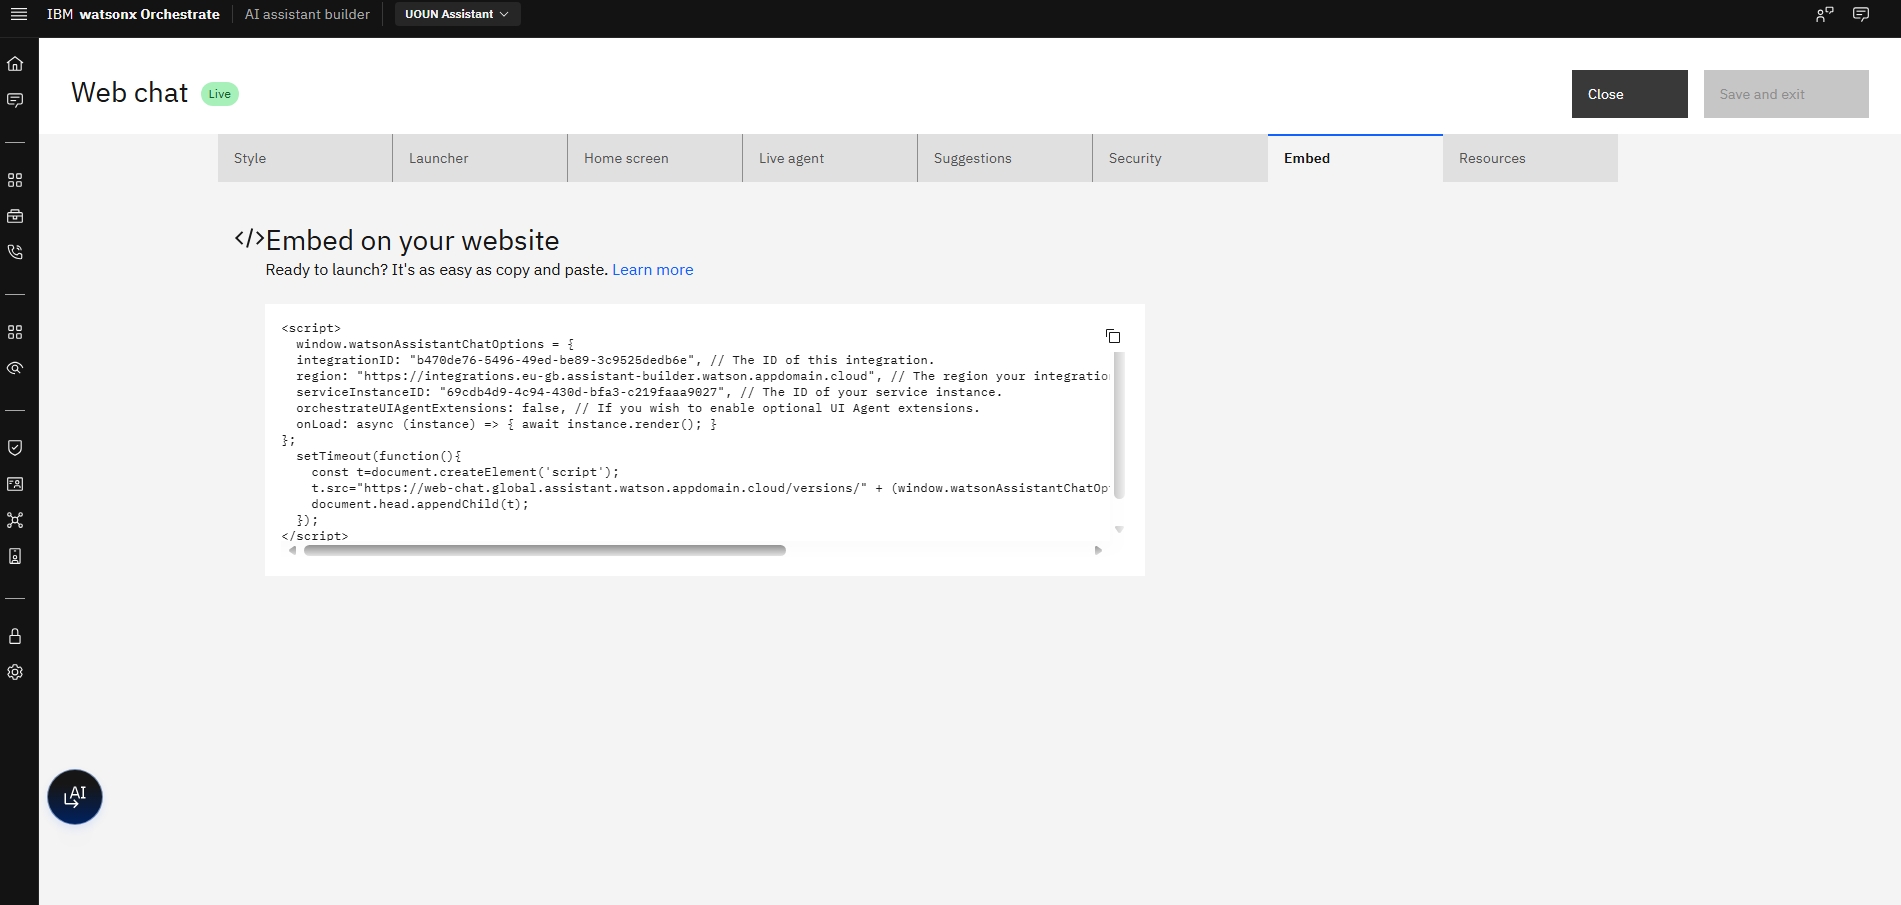 IBM watsonx Orchestrate
AI assistant builder
UOUN Assistant
Web chat
Live
Close
Save and exit
Style
Launcher
Home screen
Live agent
Suggestions
Security
Embed
Resources
</>Embed on your website
Ready to launch? It's as easy as copy and paste. Learn more
<script>
window.watsonAssistantChatOptions = {
integrationID: "b470de76-5496-49ed-be89-3c9525dedb6e", // The ID of this integration.
region: "https://integrations.eu-gb.assistant-builder.watson.appdomain.cloud", // The region your integratio
serviceInstanceID: "69cdb4d9-4c94-430d-bfa3-c219faaa9027", // The ID of your service instance.
orchestrateUIAgentExtensions: false, // If you wish to enable optional UI Agent extensions.
onLoad: async (instance) => { await instance.render(); }
};
setTimeout(function(){
const t=document.createElement('script');
t.src="https://web-chat.global.assistant.watson.appdomain.cloud/versions/" + (window.watsonAssistantChatOp
document.head.appendChild(t);
});
</script>
AI